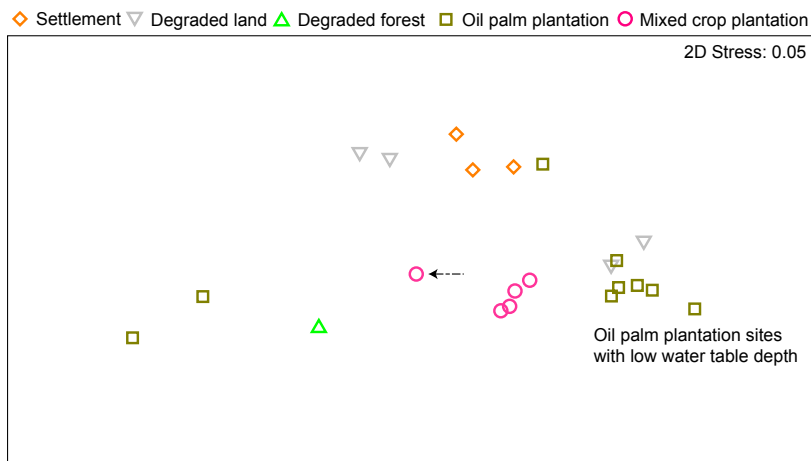 Settlement Degraded land Degraded forest Oil palm plantation Mixed crop plantation
2D Stress: 0.05
Oil palm plantation sites
with low water table depth